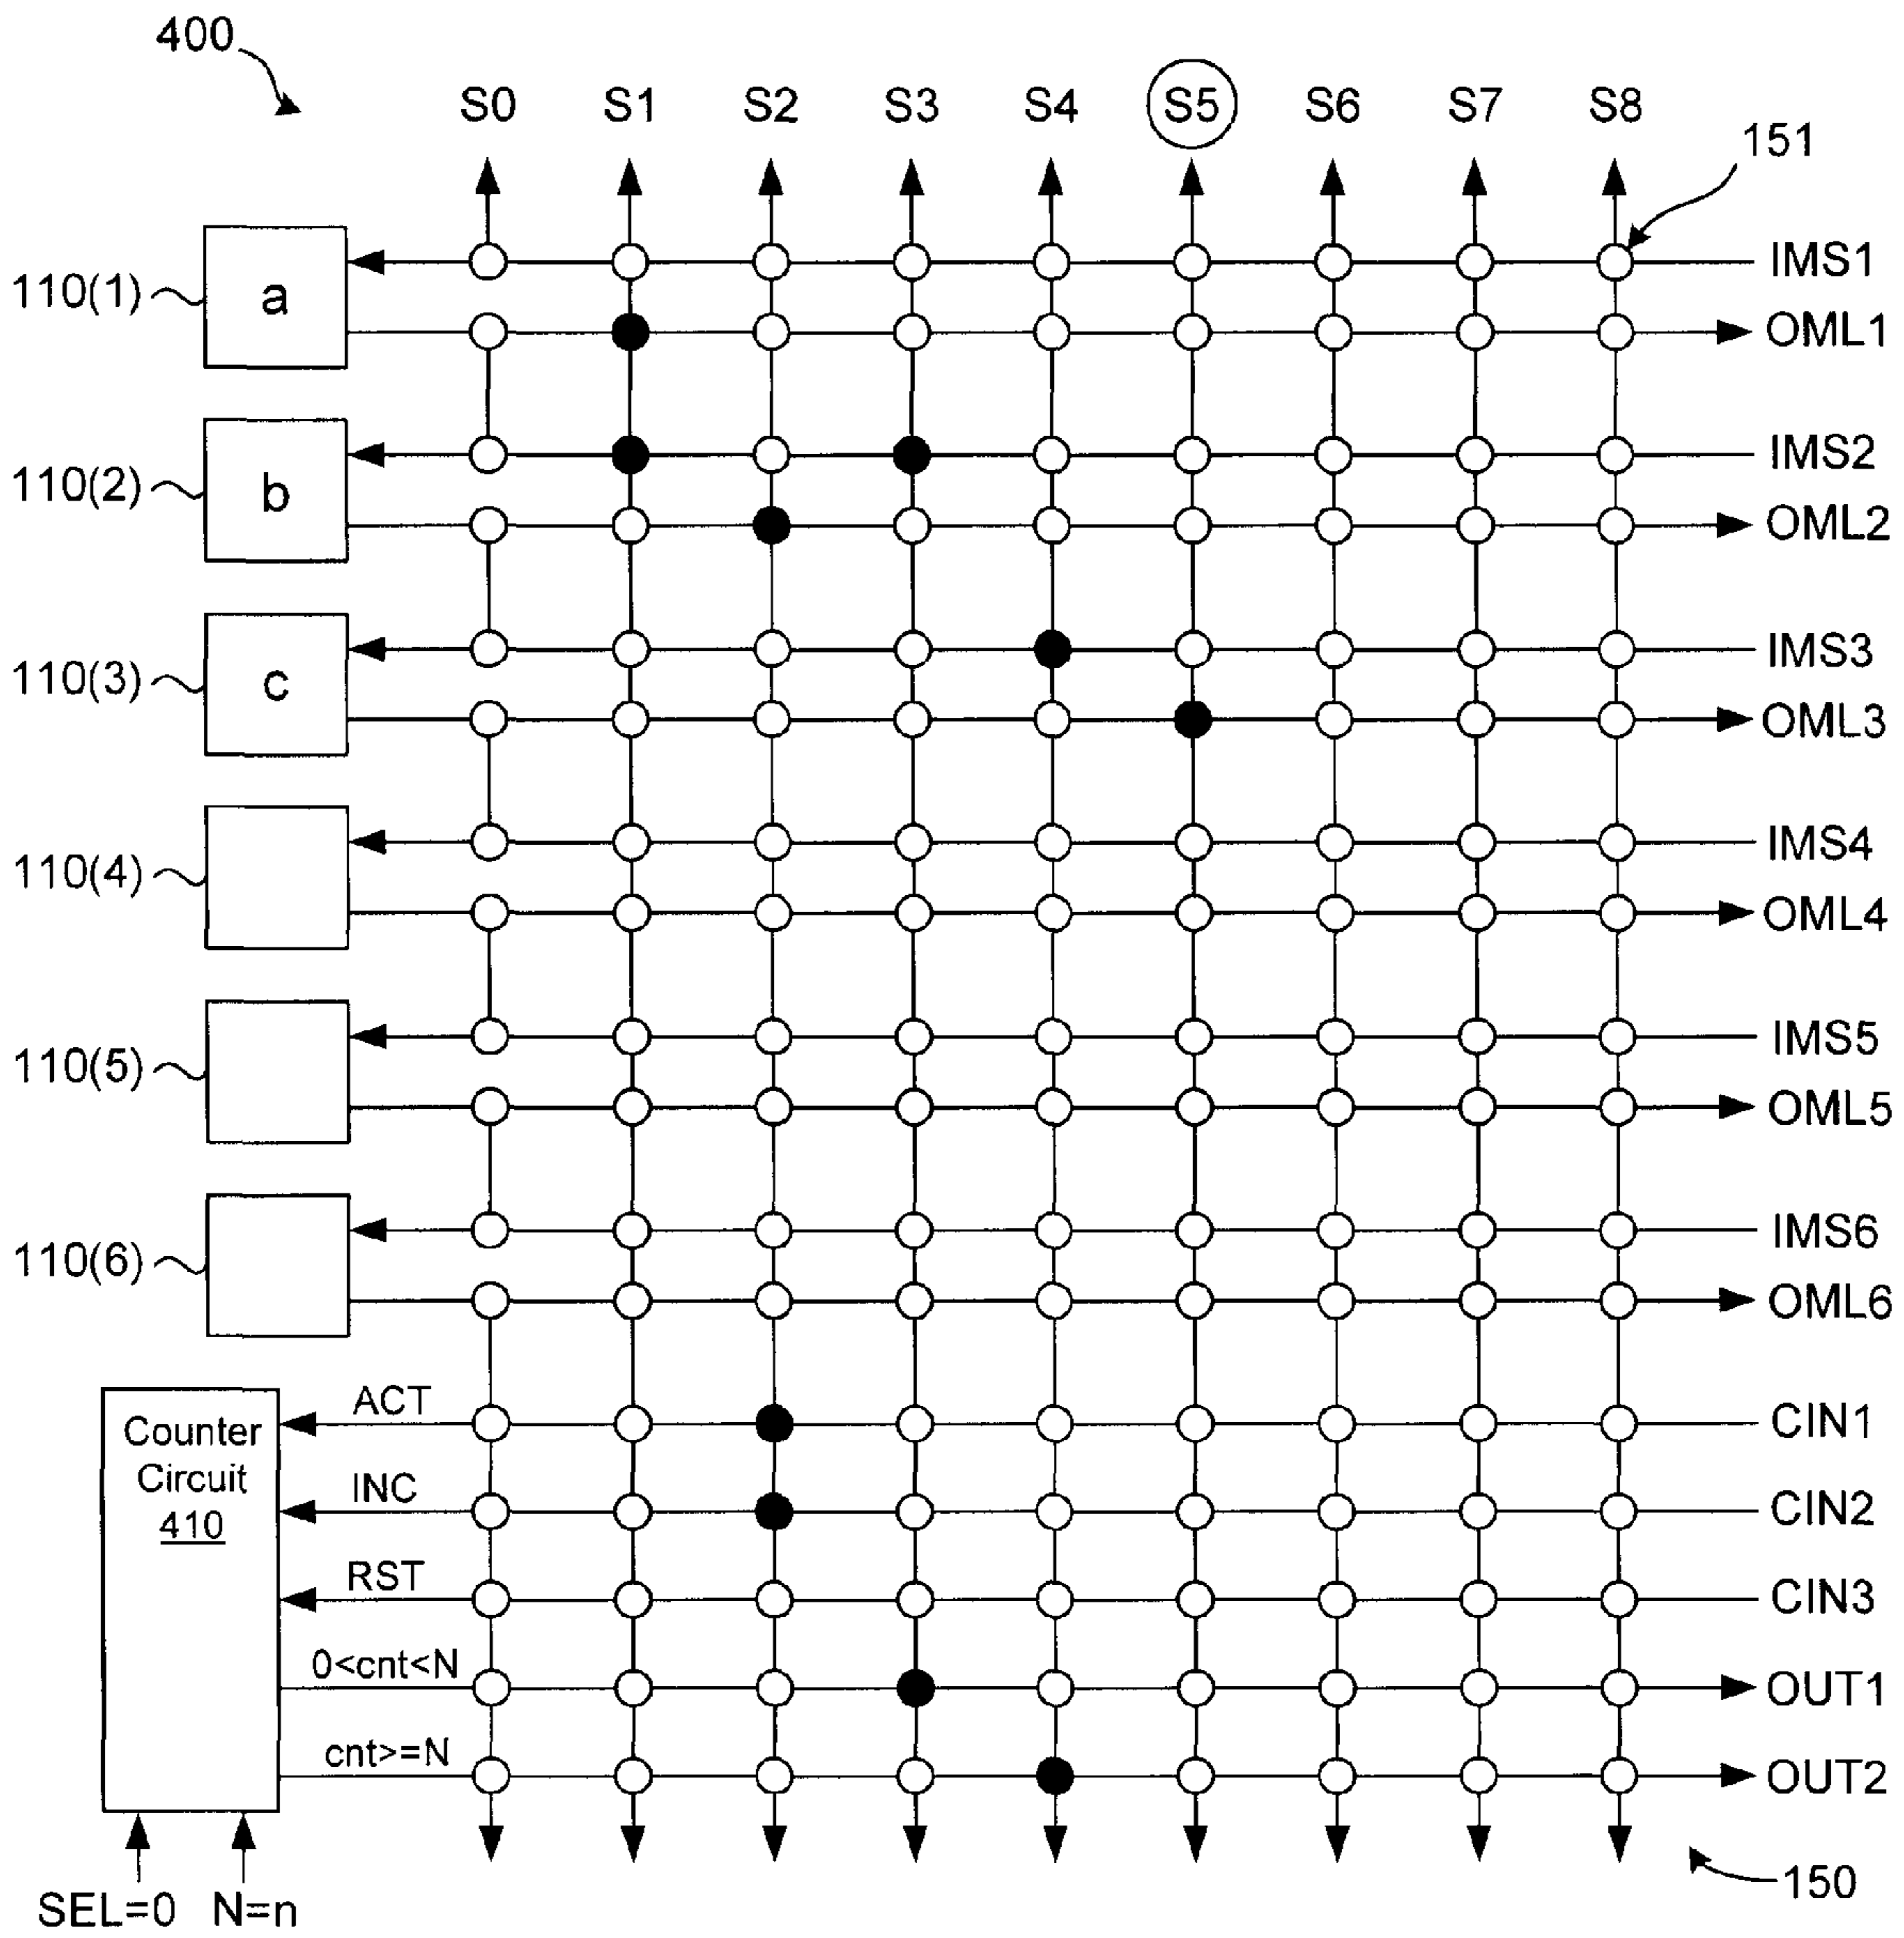 400
S0 S1 S2 S3 S4 S5 S6 S7 S8
151
IMS1
110(1)
a
OML1
IMS2
110(2)
b
OML2
IMS3
110(3)
c
OML3
IMS4
110(4)
OML4
IMS5
110(5)
OML5
IMS6
110(6)
OML6
ACT
CIN1
Counter
Circuit
410
INC
CIN2
RST
CIN3
0<cnt<N
OUT1
cnt>=N
OUT2
150
SEL=0 N=n